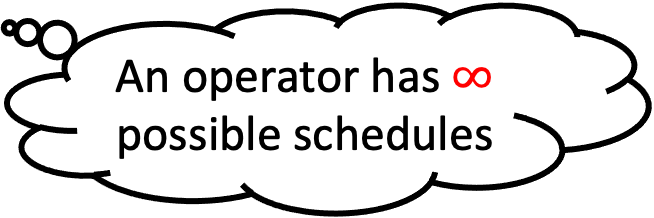 An operator has ∞
possible schedules